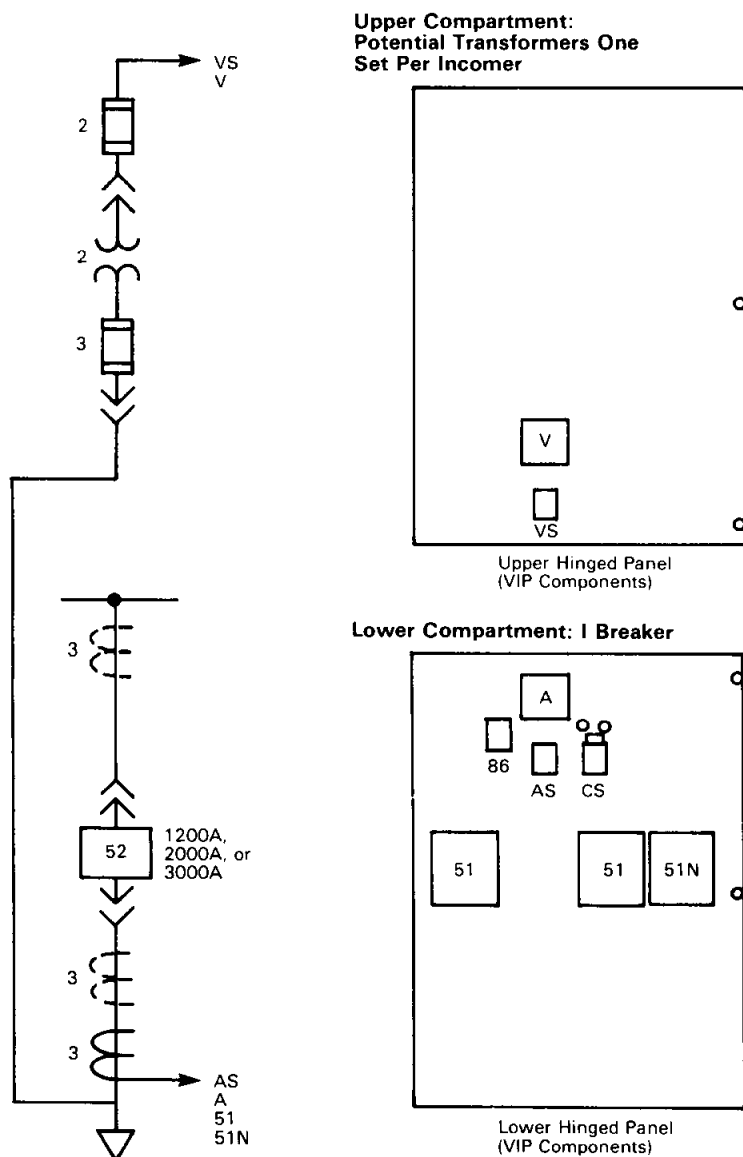 VS
V
2
2
3
3
52
1200A,
2000A, or
3000A
3
3
AS
A
51
51N
Upper Compartment:
Potential Transformers One
Set Per Incomer
V
VS
Upper Hinged Panel
(VIP Components)
Lower Compartment: I Breaker
A
86
AS
CS
51
51
51N
Lower Hinged Panel
(VIP Components)